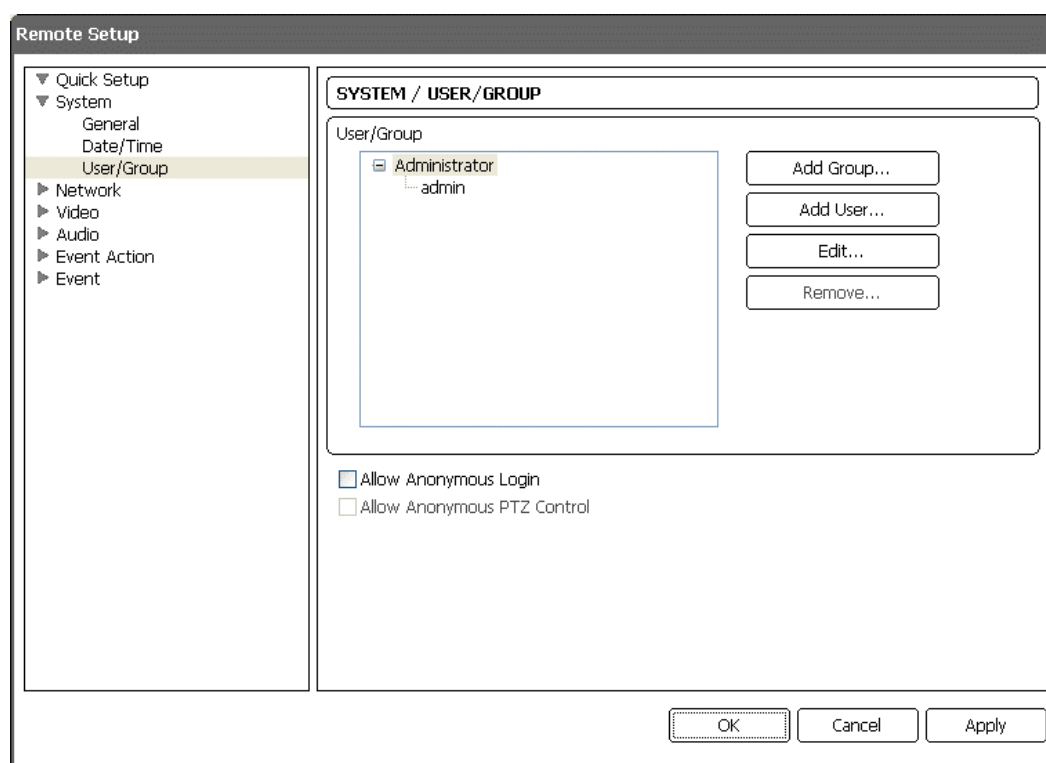 Remote Setup
Quick Setup
System
General
Date/Time
User/Group
Network
Video
Audio
Event Action
Event
SYSTEM / USER/GROUP
User/Group
Administrator
admin
Add Group...
Add User...
Edit...
Remove...
Allow Anonymous Login
Allow Anonymous PTZ Control
OK
Cancel
Apply